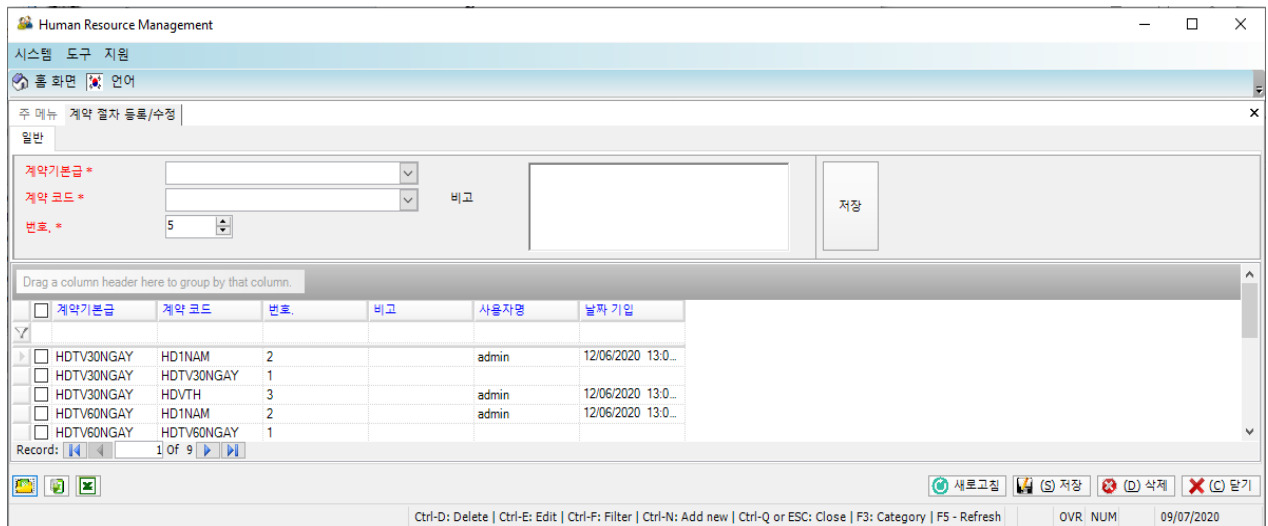 Human Resource Management
시스템 도구 지원
홈 화면 언어
주 메뉴 계약 절차 등록/수정
일반
계약기본급 *
계약 코드 * 비고 저장
번호. * 5
Drag a column header here to group by that column.
계약기본급 계약 코드 번호. 비고 사용자명 날짜 기입
HDTV30NGAY HD1NAM 2 admin 12/06/2020 13:0...
HDTV30NGAY HDTV30NGAY 1
HDTV30NGAY HDVTH 3 admin 12/06/2020 13:0...
HDTV60NGAY HD1NAM 2 admin 12/06/2020 13:0...
HDTV60NGAY HDTV60NGAY 1
Record: 1 Of 9
새로고침 (S) 저장 (D) 삭제 (C) 닫기
Ctrl-D: Delete | Ctrl-E: Edit | Ctrl-F: Filter | Ctrl-N: Add new | Ctrl-Q or ESC: Close | F3: Category | F5 - Refresh OVR NUM 09/07/2020